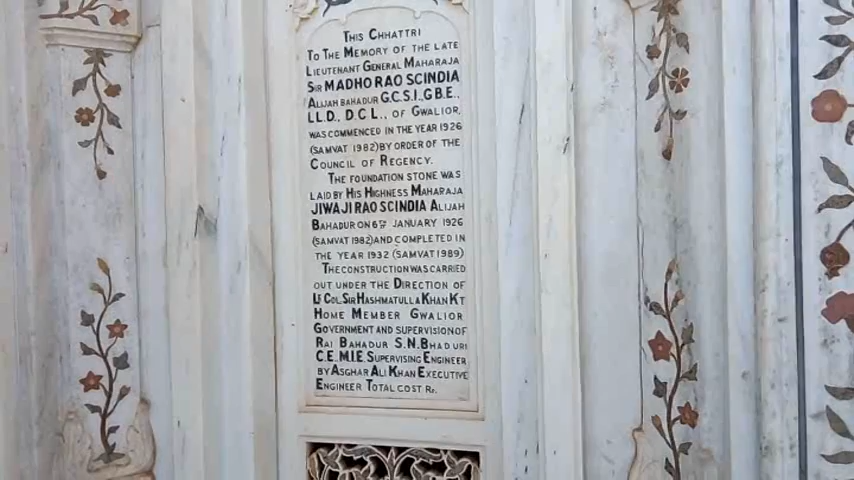 THIS CHHATTRI
TO THE MEMORY OF THE LATE
LIEUTENANT GENERAL MAHARAJA
SIR MADHO RAO SCINDIA
ALIJAH BAHADUR G.C.S.I., G.B.E.,
LL.D., D.C.L., OF GWALIOR,
WAS COMMENCED IN THE YEAR 1926
(SAMVAT 1982) BY ORDER OF THE
COUNCIL OF REGENCY.
THE FOUNDATION STONE WAS
LAID BY HIS HIGHNESS MAHARAJA
JIWAJI RAO SCINDIA ALIJAH
BAHADUR ON 6TH JANUARY 1926
(SAMVAT 1982) AND COMPLETED IN
THE YEAR 1932 (SAMVAT 1989)
THE CONSTRUCTION WAS CARRIED
OUT UNDER THE DIRECTION OF
LT COL. SIR HASHMATULLA KHAN KT
HOME MEMBER GWALIOR
GOVERNMENT AND SUPERVISION OF
RAI BAHADUR S.N. BHADURI
C.E. M.I.E. SUPERVISING ENGINEER
BY ASGHAR ALI KHAN EXECUTIVE
ENGINEER TOTAL COST RS.